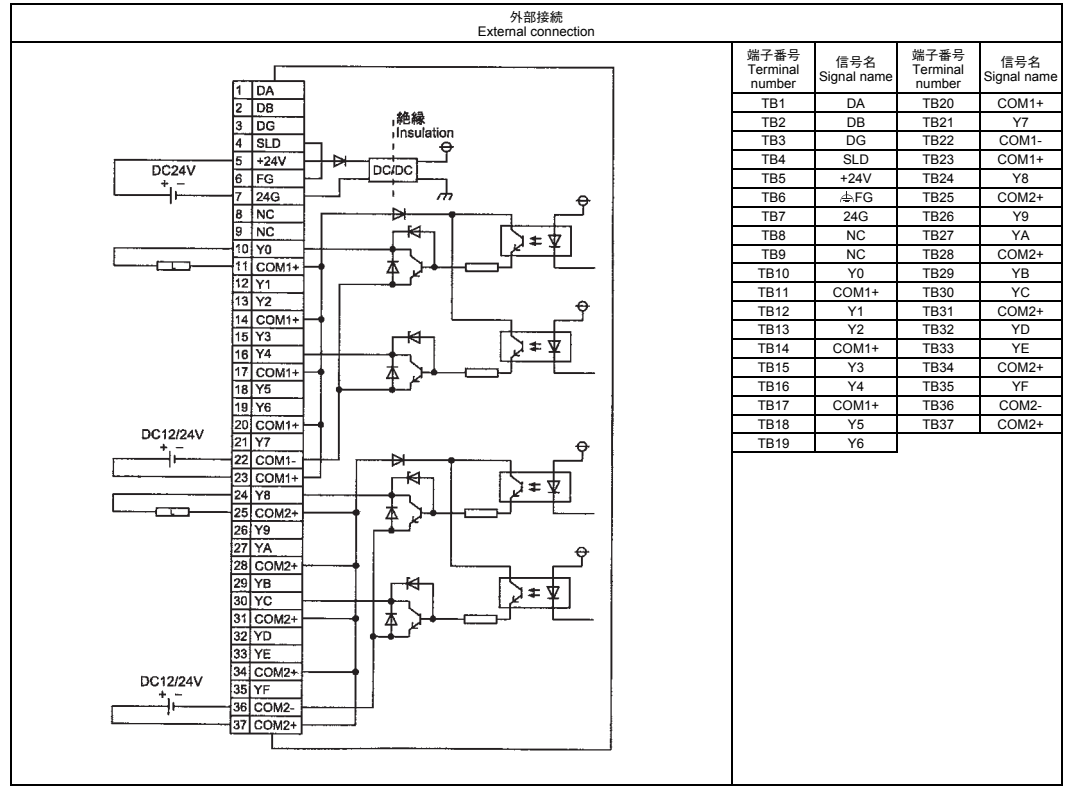 外部接続
External connection
端子番号
Terminal
number
信号名
Signal name
端子番号
Terminal
number
信号名
Signal name
TB1 DA TB20 COM1+
TB2 DB TB21 Y7
TB3 DG TB22 COM1-
TB4 SLD TB23 COM1+
TB5 +24V TB24 Y8
TB6 FG TB25 COM2+
TB7 24G TB26 Y9
TB8 NC TB27 YA
TB9 NC TB28 COM2+
TB10 Y0 TB29 YB
TB11 COM1+ TB30 YC
TB12 Y1 TB31 COM2+
TB13 Y2 TB32 YD
TB14 COM1+ TB33 YE
TB15 Y3 TB34 COM2+
TB16 Y4 TB35 YF
TB17 COM1+ TB36 COM2-
TB18 Y5 TB37 COM2+
TB19 Y6
1 DA
2 DB
3 DG
4 SLD
5 +24V
6 FG
7 24G
8 NC
9 NC
10 Y0
11 COM1+
12 Y1
13 Y2
14 COM1+
15 Y3
16 Y4
17 COM1+
18 Y5
19 Y6
20 COM1+
21 Y7
22 COM1-
23 COM1+
24 Y8
25 COM2+
26 Y9
27 YA
28 COM2+
29 YB
30 YC
31 COM2+
32 YD
33 YE
34 COM2+
35 YF
36 COM2-
37 COM2+
DC24V
+ −
L
DC12/24V
+ −
L
DC12/24V
+ −
絶縁
Insulation
DC/DC